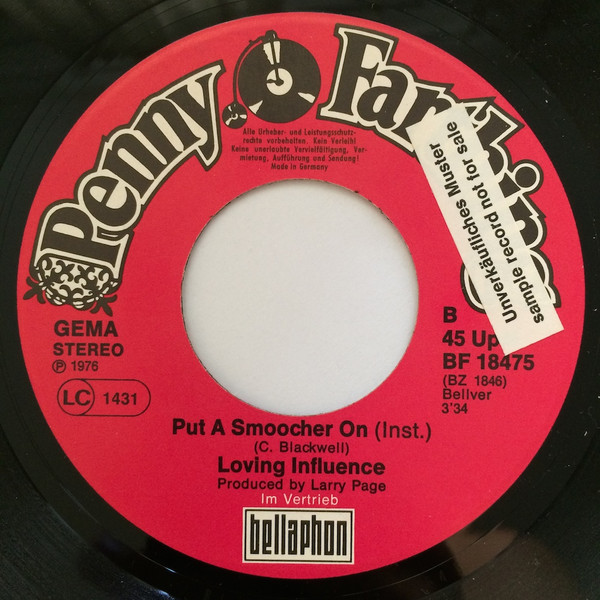 Penny Farthing
Alle Urheber- und Leistungsschutz-
rechte vorbehalten. Kein Verleih!
Keine unerlaubte Vervielfältigung, Ver-
mietung, Aufführung und Sendung!
Made in Germany
Unverkäufliches Muster
sample record not for sale
GEMA
STEREO
Ⓟ 1976
LC 1431
B
45 Up
BF 18475
(BZ 1846)
Bellver
3'34
Put A Smoocher On (Inst.)
(C. Blackwell)
Loving Influence
Produced by Larry Page
Im Vertrieb
bellaphon